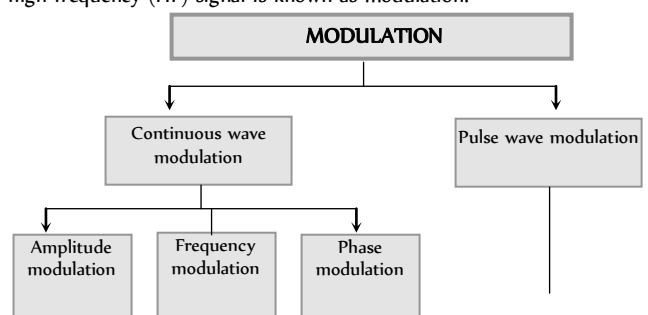 high frequency (HF) signal is known as modulation.
MODULATION
Continuous wave
modulation
Pulse wave modulation
Amplitude
modulation
Frequency
modulation
Phase
modulation